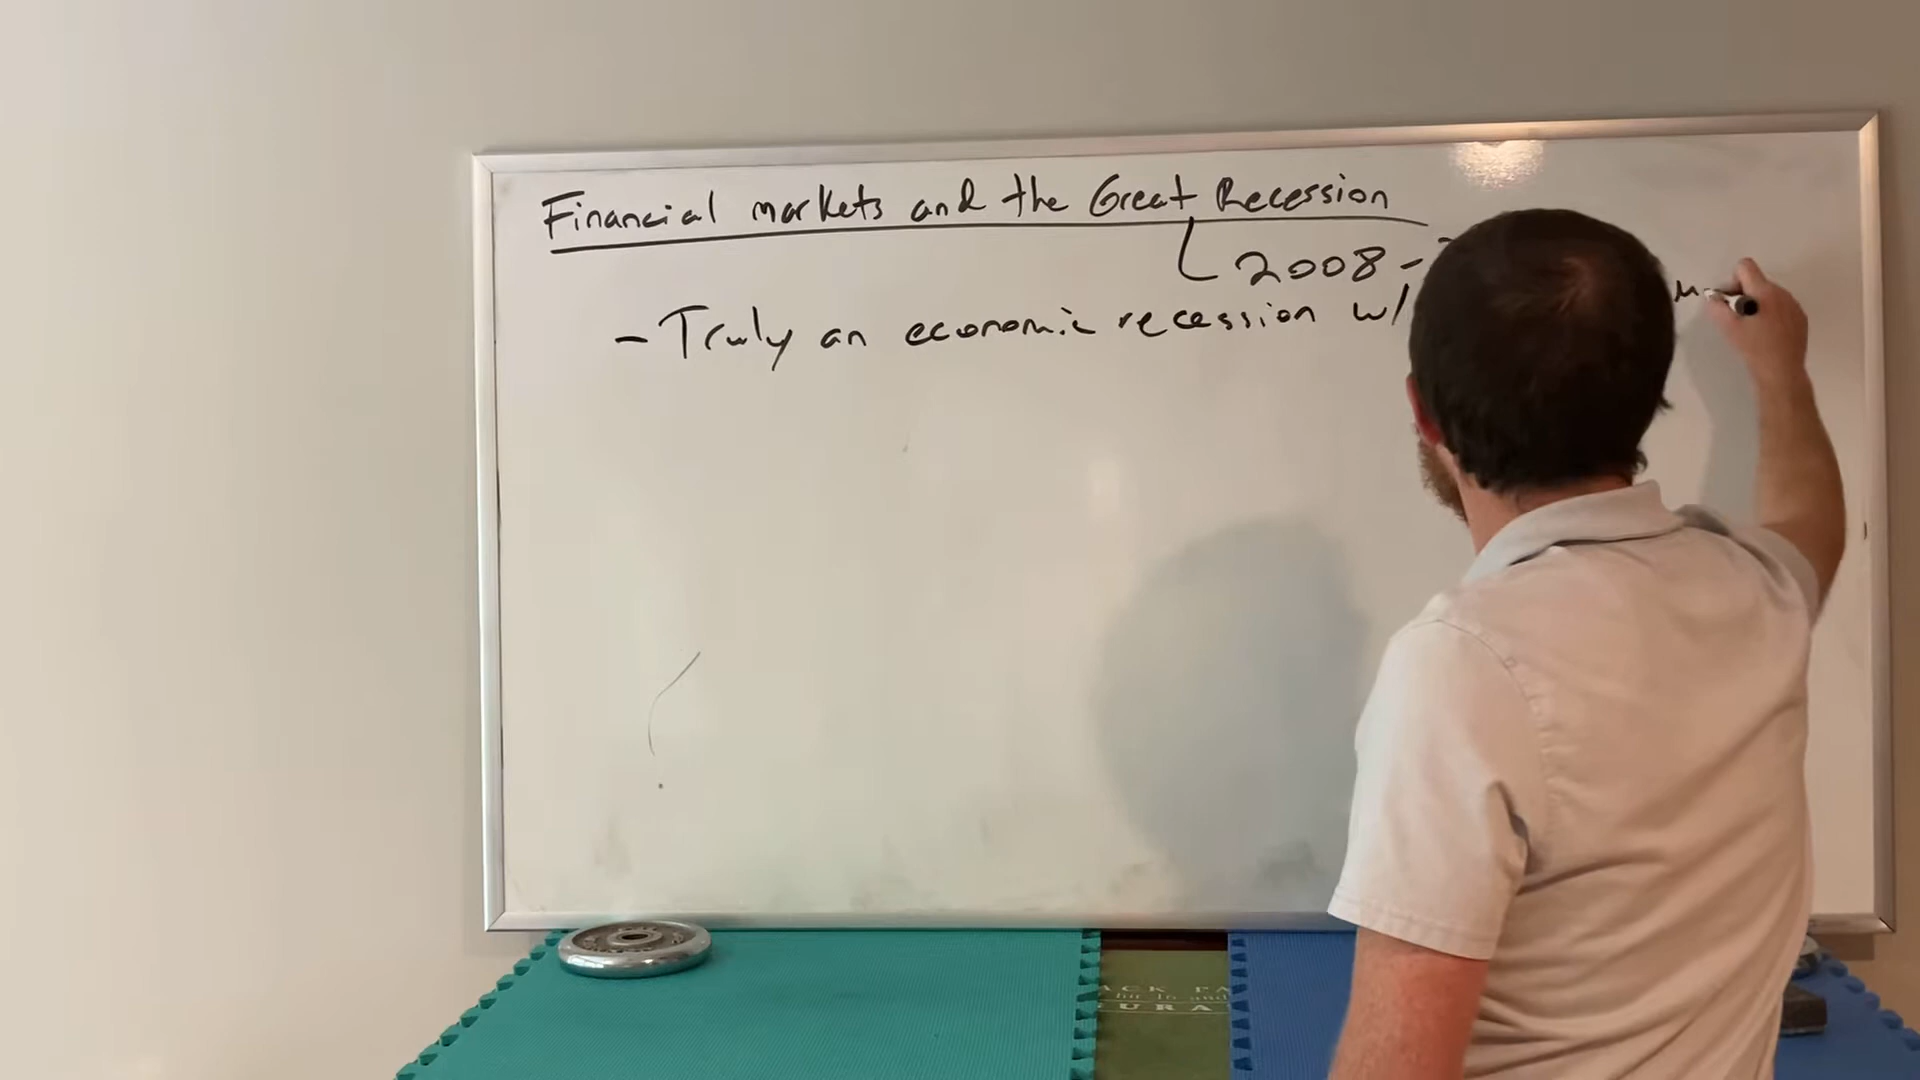 Financial markets and the Great Recession
2008 -
- Truly an economic recession w/